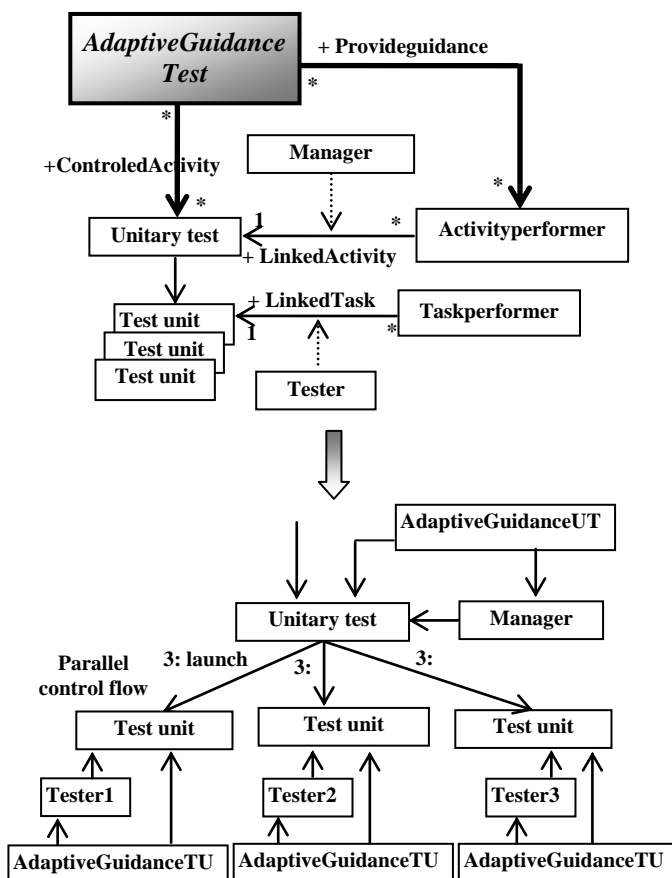 AdaptiveGuidance
Test
+ Provideguidance
*
*
+ControledActivity
*
*
Manager
Unitary test
1
*
+ LinkedActivity
Activityperformer
Test unit
Test unit
Test unit
+ LinkedTask
1
*
Taskperformer
Tester
AdaptiveGuidanceUT
Unitary test
Manager
Parallel
control flow
3: launch
3:
3:
Test unit
Test unit
Test unit
Tester1
Tester2
Tester3
AdaptiveGuidanceTU
AdaptiveGuidanceTU
AdaptiveGuidanceTU